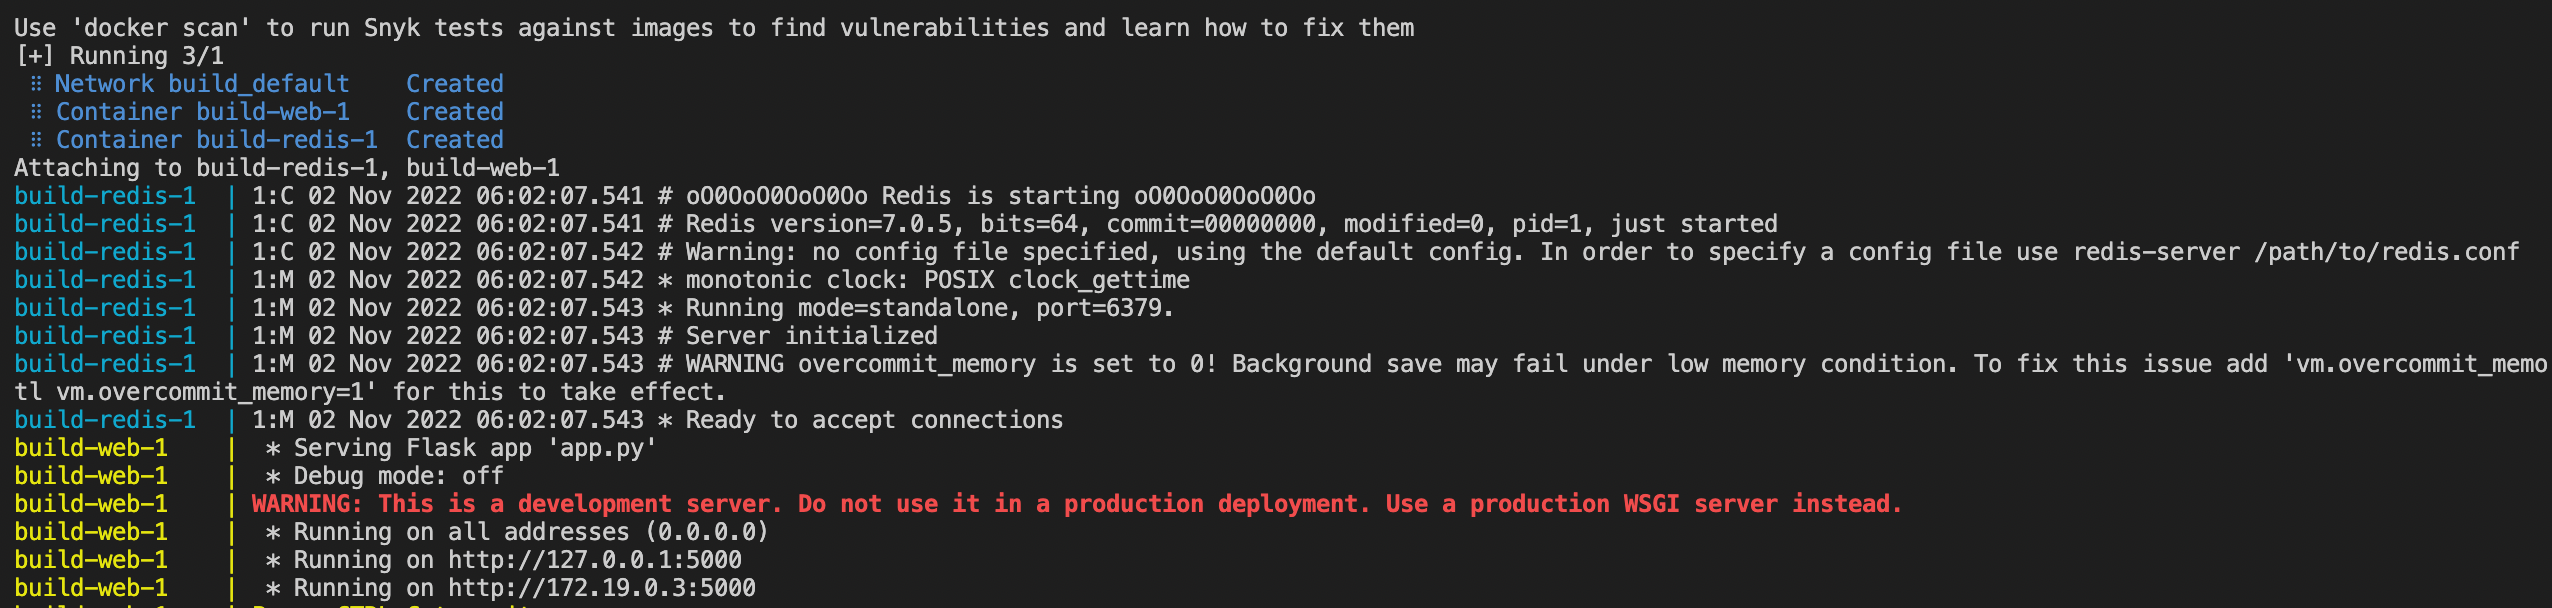 Use 'docker scan' to run Snyk tests against images to find vulnerabilities and learn how to fix them
[+] Running 3/1
⠿ Network build_default    Created
⠿ Container build-web-1    Created
⠿ Container build-redis-1  Created
Attaching to build-redis-1, build-web-1
build-redis-1  | 1:C 02 Nov 2022 06:02:07.541 # oO0OoO0OoO0Oo Redis is starting oO0OoO0OoO0Oo
build-redis-1  | 1:C 02 Nov 2022 06:02:07.541 # Redis version=7.0.5, bits=64, commit=00000000, modified=0, pid=1, just started
build-redis-1  | 1:C 02 Nov 2022 06:02:07.542 # Warning: no config file specified, using the default config. In order to specify a config file use redis-server /path/to/redis.conf
build-redis-1  | 1:M 02 Nov 2022 06:02:07.542 * monotonic clock: POSIX clock_gettime
build-redis-1  | 1:M 02 Nov 2022 06:02:07.543 * Running mode=standalone, port=6379.
build-redis-1  | 1:M 02 Nov 2022 06:02:07.543 # Server initialized
build-redis-1  | 1:M 02 Nov 2022 06:02:07.543 # WARNING overcommit_memory is set to 0! Background save may fail under low memory condition. To fix this issue add 'vm.overcommit_memo
tl vm.overcommit_memory=1' for this to take effect.
build-redis-1  | 1:M 02 Nov 2022 06:02:07.543 * Ready to accept connections
build-web-1    |  * Serving Flask app 'app.py'
build-web-1    |  * Debug mode: off
build-web-1    | WARNING: This is a development server. Do not use it in a production deployment. Use a production WSGI server instead.
build-web-1    |  * Running on all addresses (0.0.0.0)
build-web-1    |  * Running on http://127.0.0.1:5000
build-web-1    |  * Running on http://172.19.0.3:5000